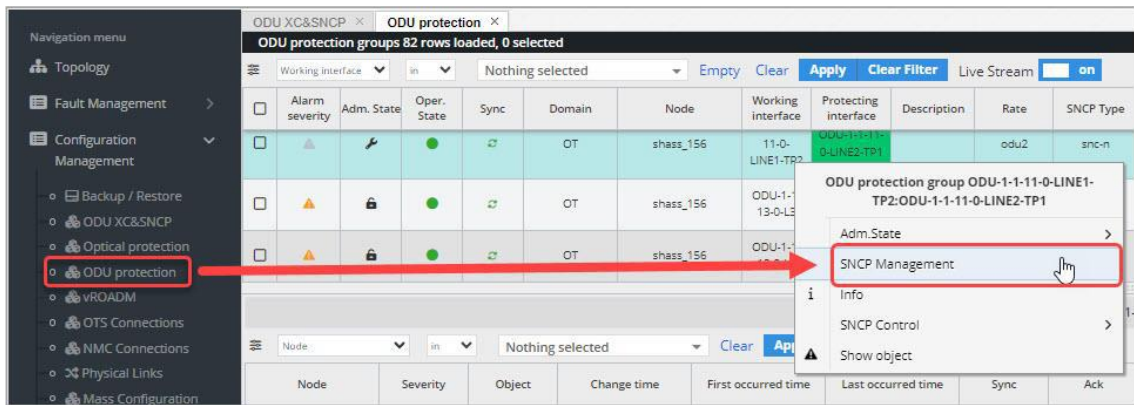 ODU XC&SNCP × ODU protection ×
Navigation menu
ODU protection groups 82 rows loaded, 0 selected
Topology
Working interface in Nothing selected Empty Clear Apply Clear Filter Live Stream on
Fault Management
Alarm severity Adm. State Oper. State Sync Domain Node Working interface Protecting interface Description Rate SNCP Type
Configuration Management
OT shass_156 11-0-LINE1-TP2 ODU-1-1-11-0-LINE2-TP1 odu2 snc-n
ODU protection group ODU-1-1-11-0-LINE1-TP2:ODU-1-1-11-0-LINE2-TP1
Backup / Restore
OT shass_156 ODU-1- 13-0-L
ODU XC&SNCP
Adm.State
Optical protection
OT shass_156 ODU-1-
SNCP Management
ODU protection
vROADM
i Info
OTS Connections
SNCP Control
NMC Connections
Node in Nothing selected Clear Ap
Show object
Physical Links
Node Severity Object Change time First occurred time Last occurred time Sync Ack
Mass Configuration